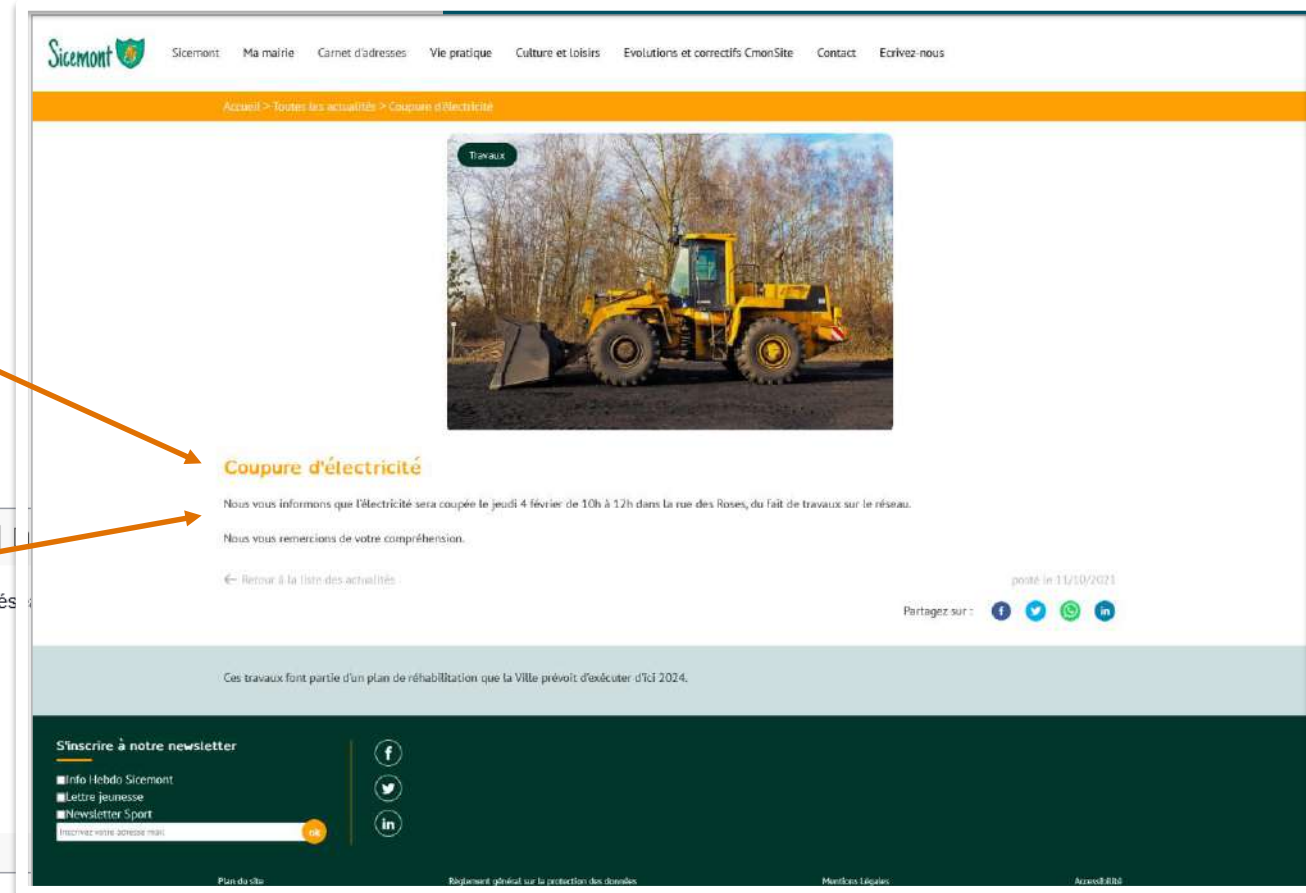 Sicemont
Sicemont Ma mairie Carnet d'adresses Vie pratique Culture et loisirs Evolutions et correctifs CmonSite Contact Ecrivez-nous
Accueil > Toutes les actualités > Coupure d'électricité
Travaux
Coupure d'électricité
Nous vous informons que l'électricité sera coupée le jeudi 4 février de 10h à 12h dans la rue des Roses, du fait de travaux sur le réseau.
Nous vous remercions de votre compréhension.
← Retour à la liste des actualités
posté le 11/10/2021
és
Partagez sur :
Ces travaux font partie d'un plan de réhabilitation que la Ville prévoit d'exécuter d'ici 2024.
S'inscrire à notre newsletter
Info Hebdo Sicemont
Lettre jeunesse
Newsletter Sport
Inscrivez votre adresse mail ok
Plan du site Règlement général sur la protection des données Mentions Légales Accessibilité